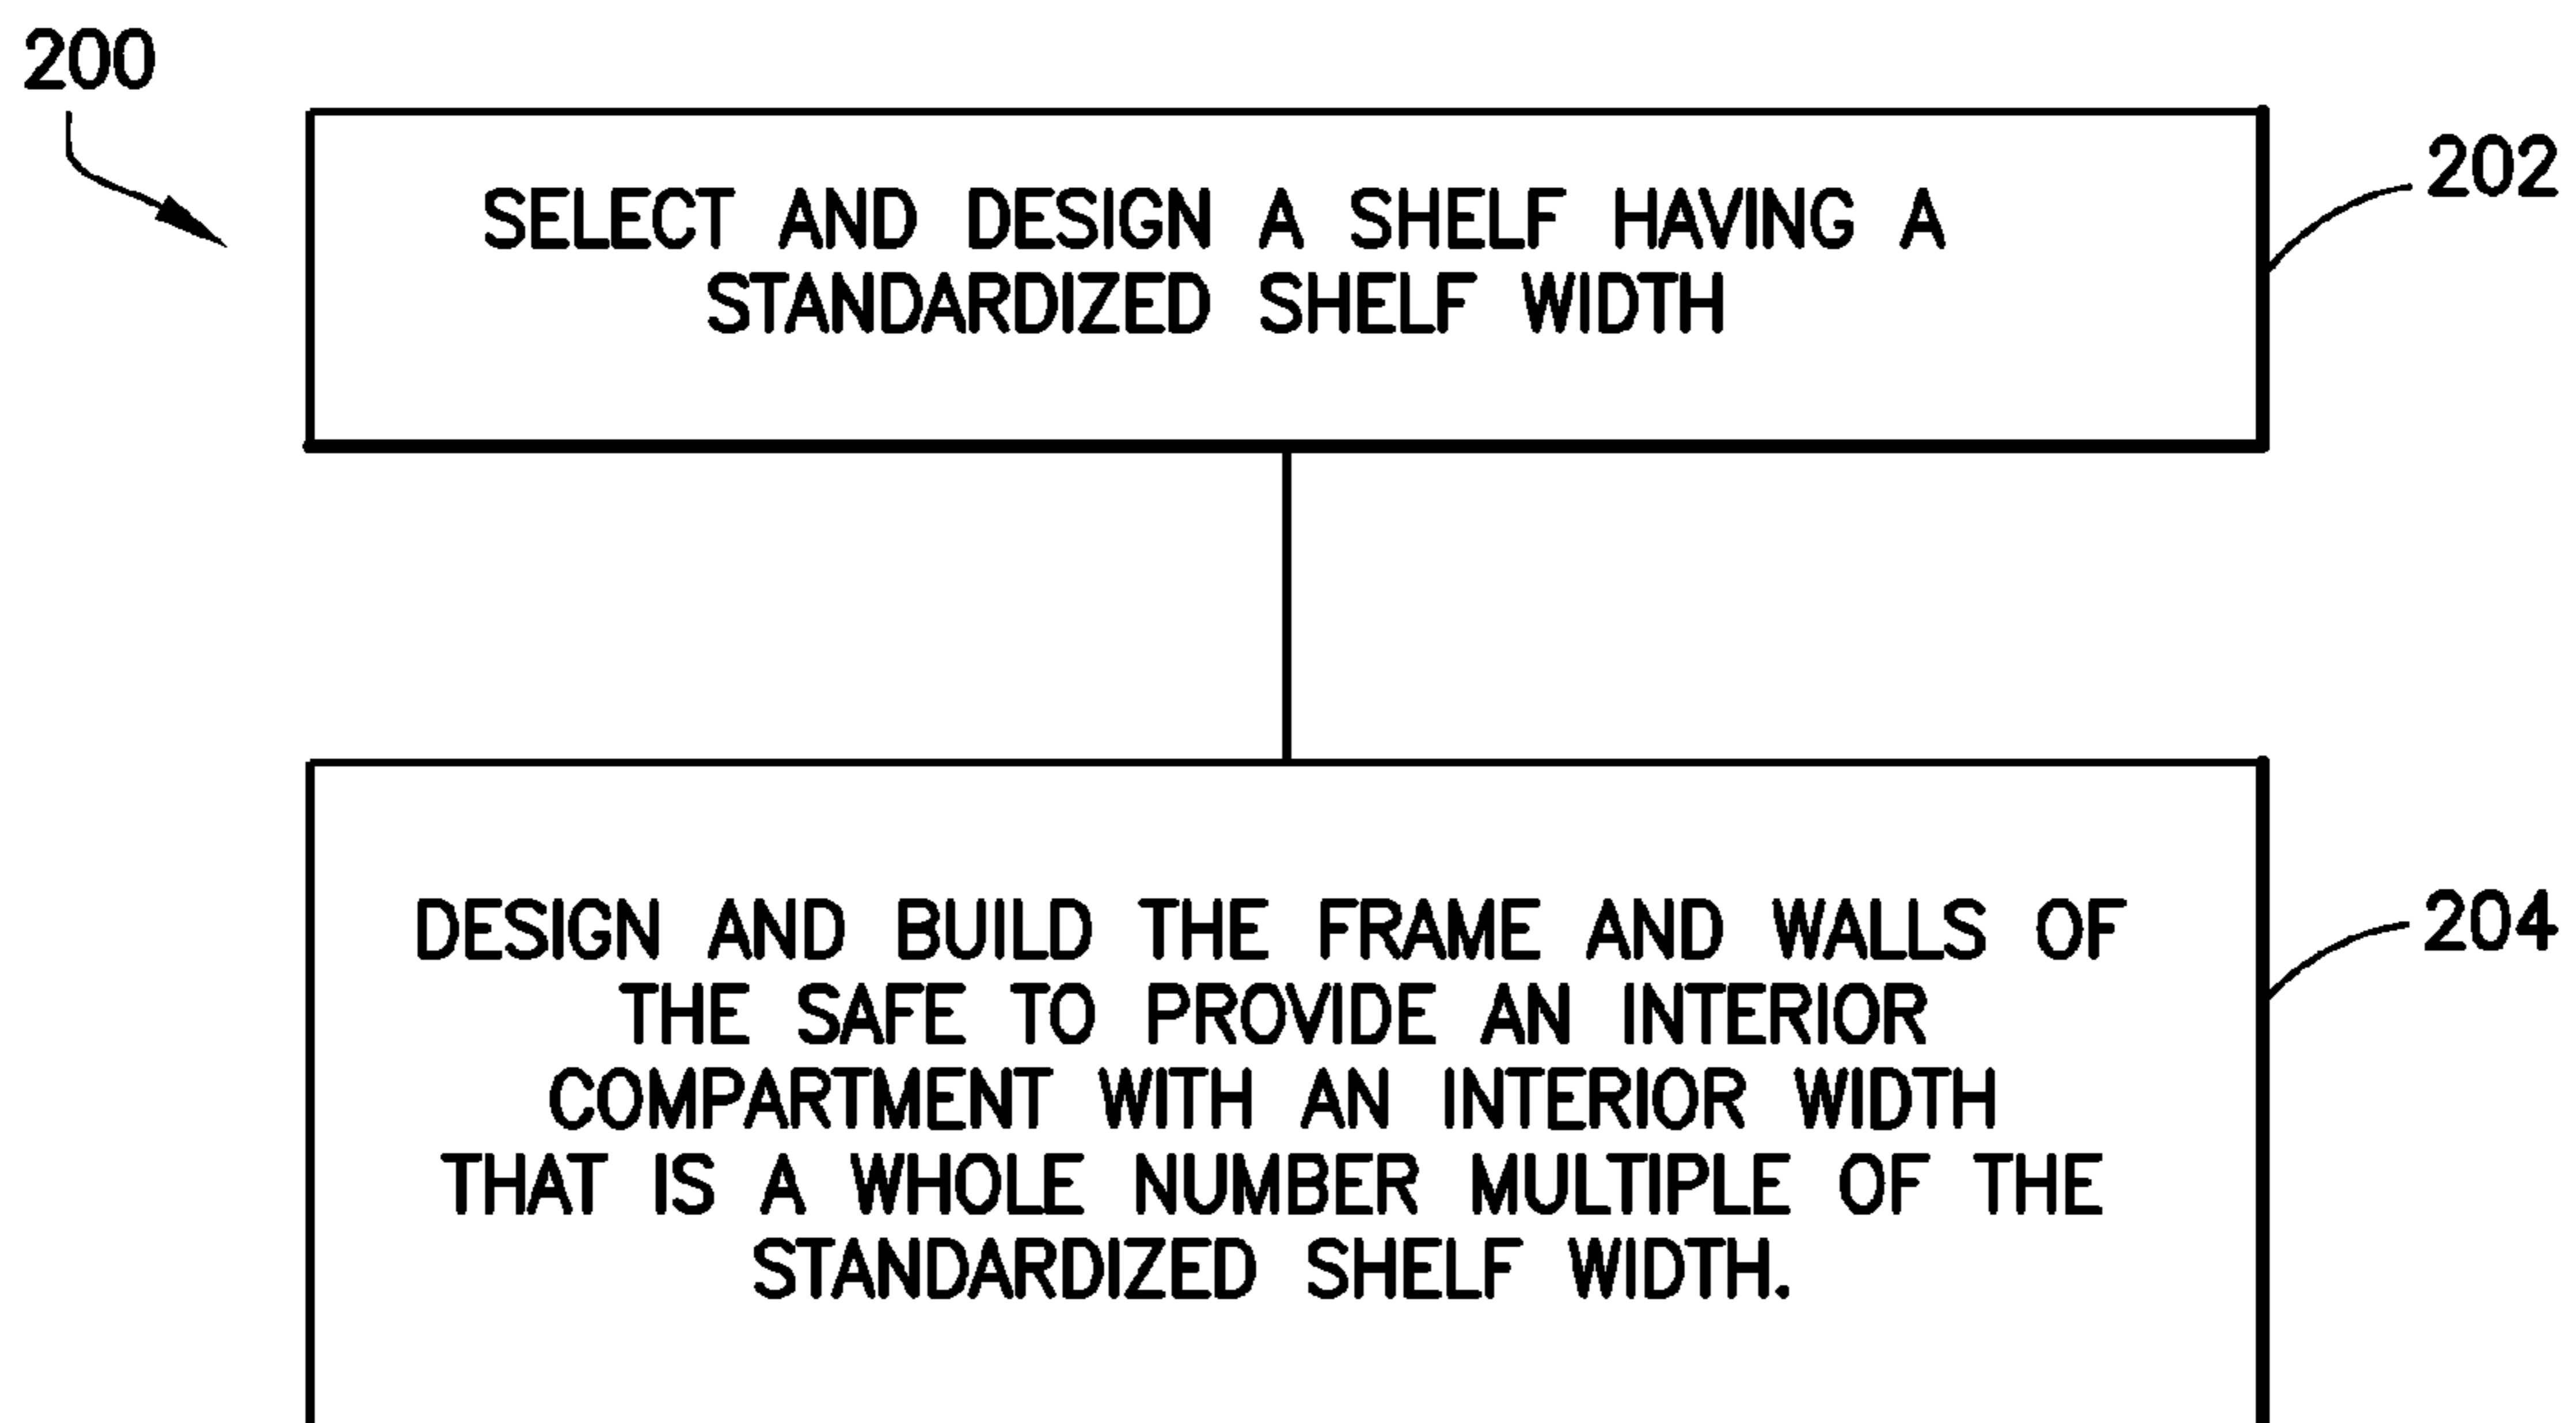 200
SELECT AND DESIGN A SHELF HAVING A
STANDARDIZED SHELF WIDTH
202
DESIGN AND BUILD THE FRAME AND WALLS OF
THE SAFE TO PROVIDE AN INTERIOR
COMPARTMENT WITH AN INTERIOR WIDTH
THAT IS A WHOLE NUMBER MULTIPLE OF THE
STANDARDIZED SHELF WIDTH.
204